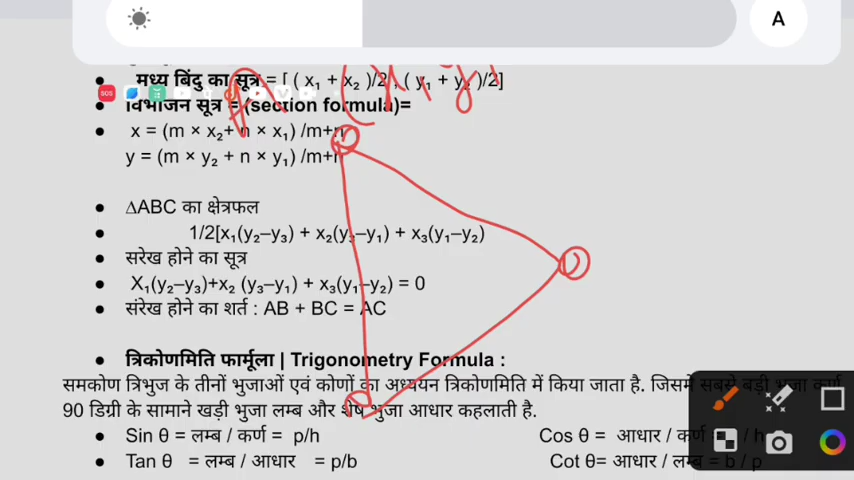 A
मध्य बिंदु का सूत्र = [ ( x₁ + x₂ )/2 , ( y₁ + y₂ )/2]
A (x, y)
SOS
विभाजन सूत्र = (section formula)=
x = (m × x₂+ n × x₁) /m+n
y = (m × y₂ + n × y₁) /m+n
∆ABC का क्षेत्रफल
1/2[x₁(y₂–y₃) + x₂(y₃–y₁) + x₃(y₁–y₂)
सरेख होने का सूत्र
X₁(y₂–y₃)+x₂ (y₃–y₁) + x₃(y₁–y₂) = 0
संरेख होने का शर्त : AB + BC = AC
त्रिकोणमिति फार्मूला | Trigonometry Formula :
समकोण त्रिभुज के तीनों भुजाओं एवं कोणों का अध्ययन त्रिकोणमिति में किया जाता है. जिसमें सबसे बड़ी भुजा कर्ण
90 डिग्री के सामाने खड़ी भुजा लम्ब और शेष भुजा आधार कहलाती है.
Sin θ = लम्ब / कर्ण = p/h Cos θ = आधार / कर्ण = b / h
Tan θ = लम्ब / आधार = p/b Cot θ= आधार / लम्ब = b / p